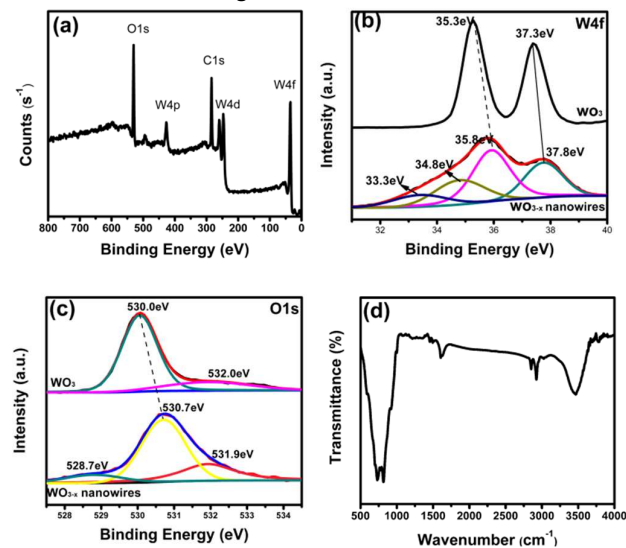 (a)
O1s
C1s
W4f
W4p
W4d
Counts (s⁻¹)
800 700 600 500 400 300 200 100 0
Binding Energy (eV)
(b)
W4f
35.3eV
37.3eV
WO₃
35.8eV
34.8eV
37.8eV
33.3eV
WO₃₋ₓ nanowires
Intensity (a.u.)
34 36 38 40
Binding Energy (eV)
(c)
O1s
530.0eV
532.0eV
WO₃
530.7eV
528.7eV
531.9eV
WO₃₋ₓ nanowires
Intensity (a.u.)
528 529 530 531 532 533 534
Binding Energy (eV)
(d)
Transmittance (%)
500 1000 1500 2000 2500 3000 3500 4000
Wavenumber (cm⁻¹)